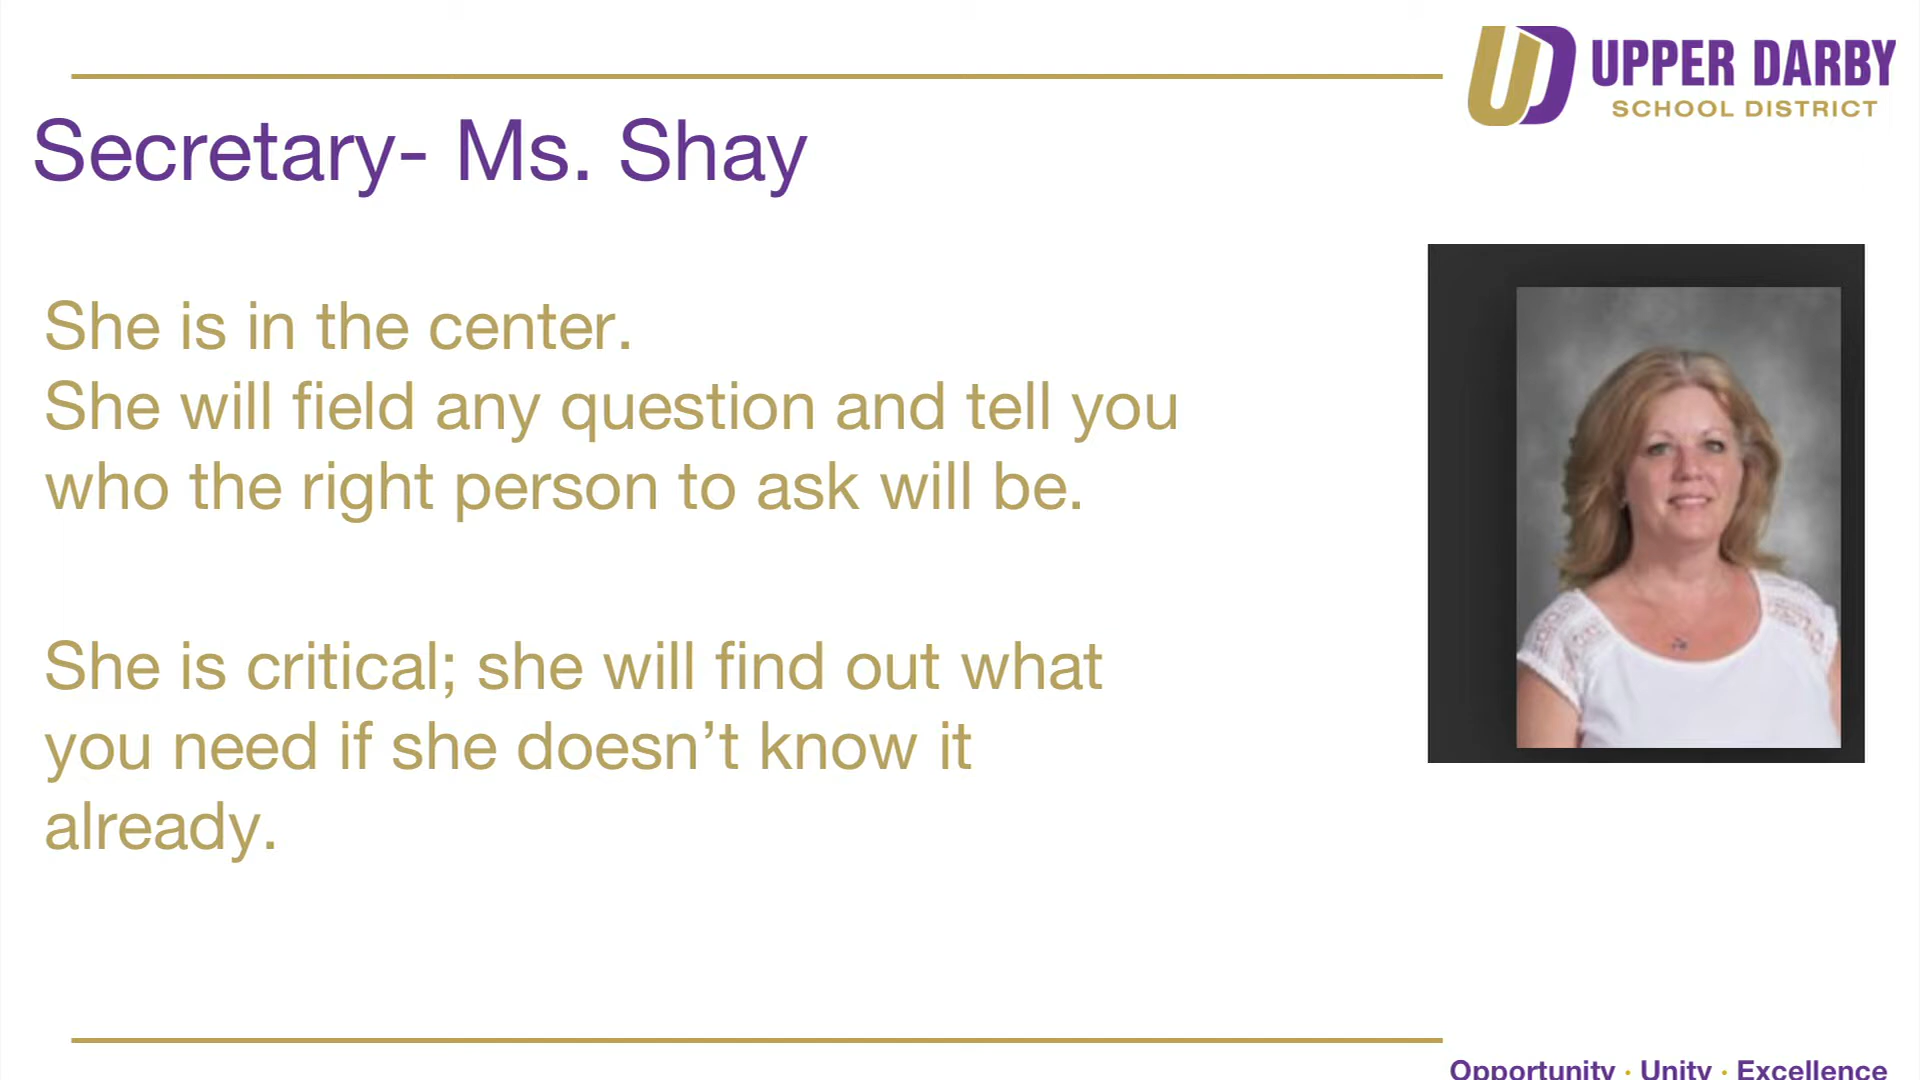 UPPER DARBY
SCHOOL DISTRICT
Secretary- Ms. Shay
She is in the center.
She will field any question and tell you
who the right person to ask will be.
She is critical; she will find out what
you need if she doesn’t know it
already.
Opportunity · Unity · Excellence